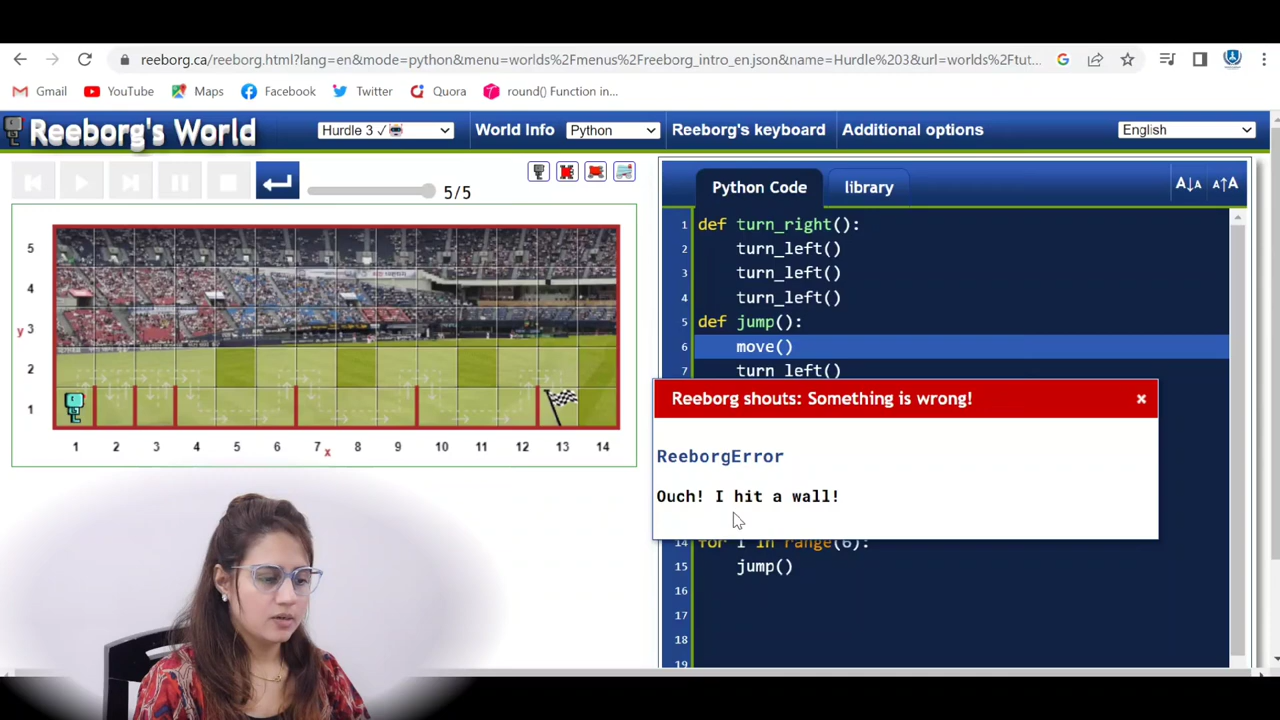 reeborg.ca/reeborg.html?lang=en&mode=python&menu=worlds%2Fmenus%2Freeborg_intro_en.json&name=Hurdle%203&url=worlds%2Ftut...
Gmail YouTube Maps Facebook Twitter Quora round() Function in...
Reeborg's World Hurdle 3 ✓ World Info Python Reeborg's keyboard Additional options English
5/5
Python Code library A↓A A↑A
1 def turn_right():
2 turn_left()
3 turn_left()
4 turn_left()
5 def jump():
6 move()
7 turn_left()
Reeborg shouts: Something is wrong! ×
ReeborgError
Ouch! I hit a wall!
14 for i in range(6):
15 jump()
16
17
18
19
5
4
y 3
2
1
1 2 3 4 5 6 7 8 9 10 11 12 13 14
x